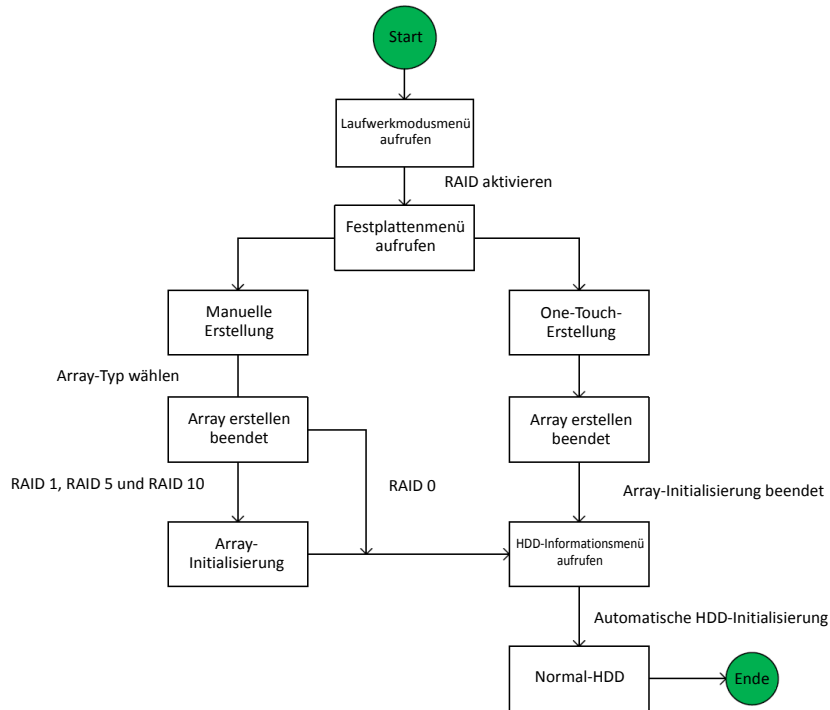 Start
Laufwerkmodusmenü
aufrufen
RAID aktivieren
Festplattenmenü
aufrufen
Manuelle
Erstellung
One-Touch-
Erstellung
Array-Typ wählen
Array erstellen
beendet
Array erstellen
beendet
RAID 1, RAID 5 und RAID 10
RAID 0
Array-Initialisierung beendet
Array-
Initialisierung
HDD-Informationsmenü
aufrufen
Automatische HDD-Initialisierung
Normal-HDD
Ende